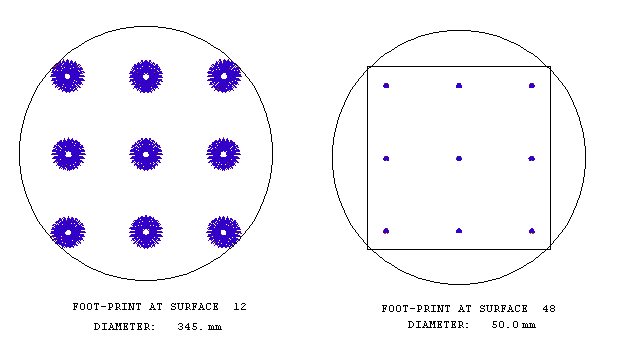 FOOT-PRINT AT SURFACE 12
DIAMETER: 345. mm
FOOT-PRINT AT SURFACE 48
DIAMETER: 50.0 mm